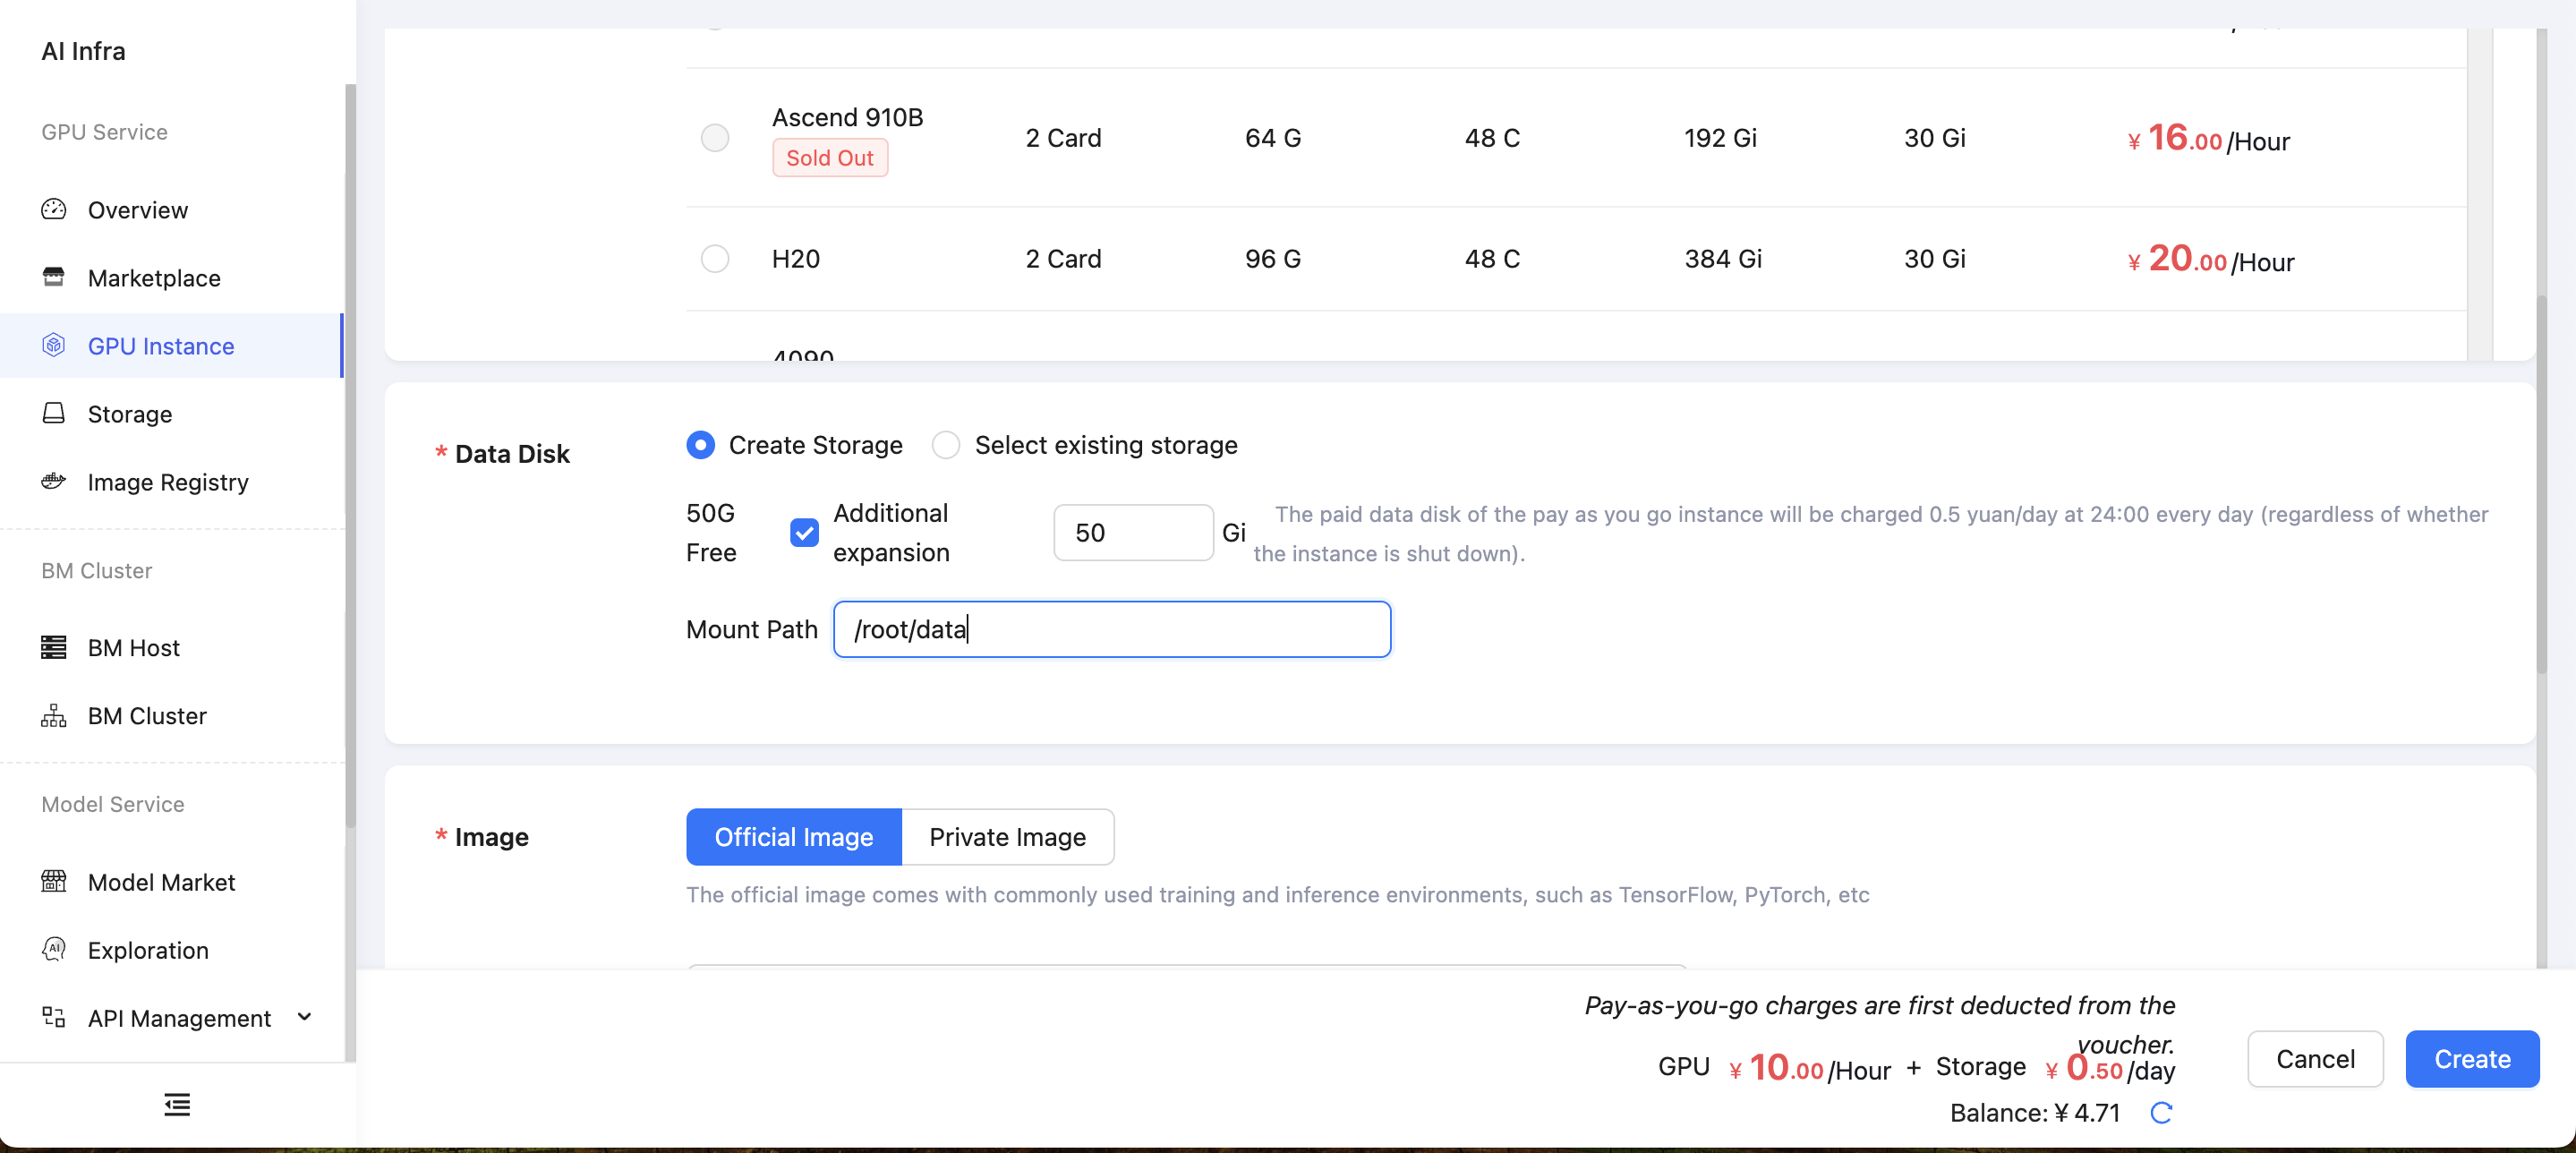 AI Infra
GPU Service
Overview
Marketplace
GPU Instance
Storage
Image Registry
BM Cluster
BM Host
BM Cluster
Model Service
Model Market
Exploration
API Management
Ascend 910B
Sold Out
2 Card
64 G
48 C
192 Gi
30 Gi
¥ 16.00 /Hour
H20
2 Card
96 G
48 C
384 Gi
30 Gi
¥ 20.00 /Hour
4090
* Data Disk
Create Storage
Select existing storage
50G
Free
Additional
expansion
50
Gi
The paid data disk of the pay as you go instance will be charged 0.5 yuan/day at 24:00 every day (regardless of whether
the instance is shut down).
Mount Path
/root/data
* Image
Official Image
Private Image
The official image comes with commonly used training and inference environments, such as TensorFlow, PyTorch, etc
Pay-as-you-go charges are first deducted from the
voucher.
GPU ¥ 10.00 /Hour + Storage ¥ 0.50 /day
Balance: ¥ 4.71
Cancel
Create